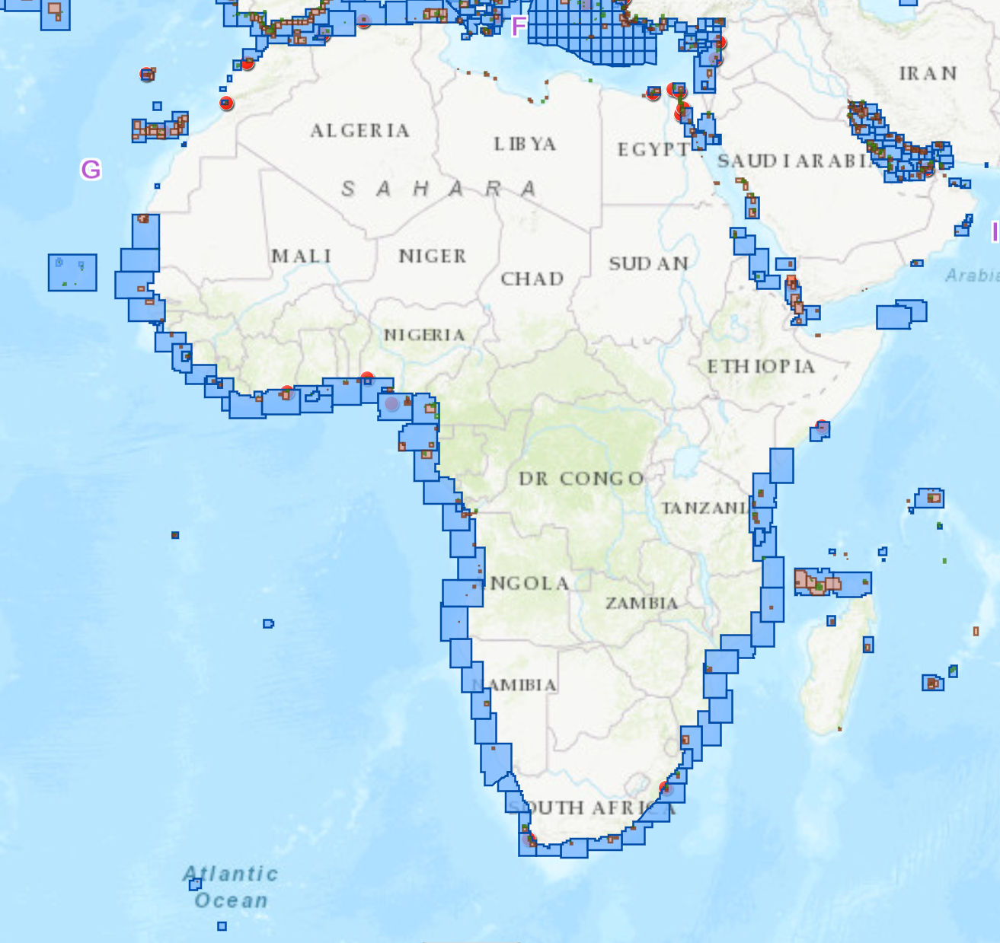 F
IRAN
ALGERIA
LIBYA
EGYPT
SAUDI ARABI
G
SAHARA
I
MALI
NIGER
SUDAN
CHAD
Arabia
NIGERIA
ETHIOPIA
DR CONGO
TANZANI
NGOLA
ZAMBIA
NAMIBIA
SOUTH AFRICA
Atlantic
Ocean